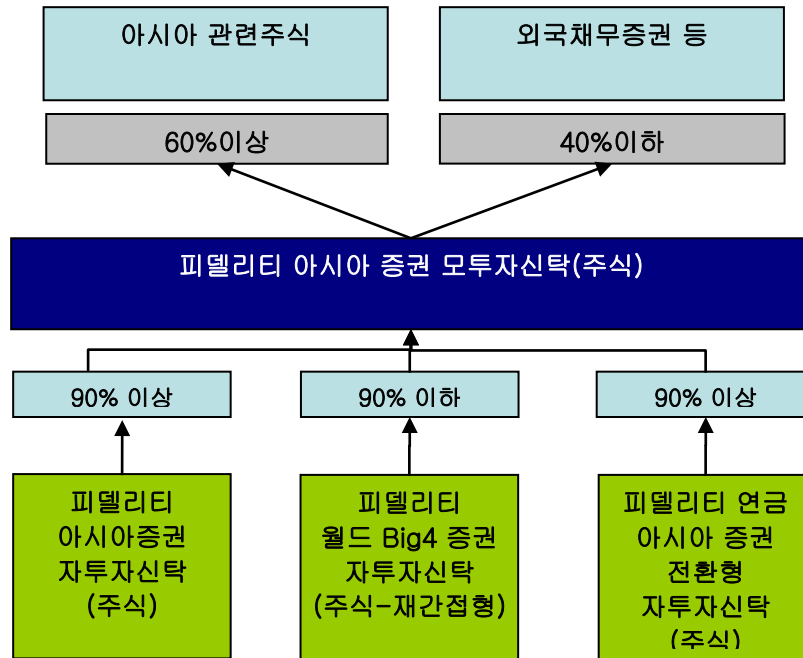 아시아 관련주식
외국채무증권 등
60%이상
40%이하
피델리티 아시아 증권 모투자신탁(주식)
90% 이상
90% 이하
90% 이상
피델리티
아시아증권
자투자신탁
(주식)
피델리티
월드 Big4 증권
자투자신탁
(주식-재간접형)
피델리티 연금
아시아 증권
전환형
자투자신탁
(주식)